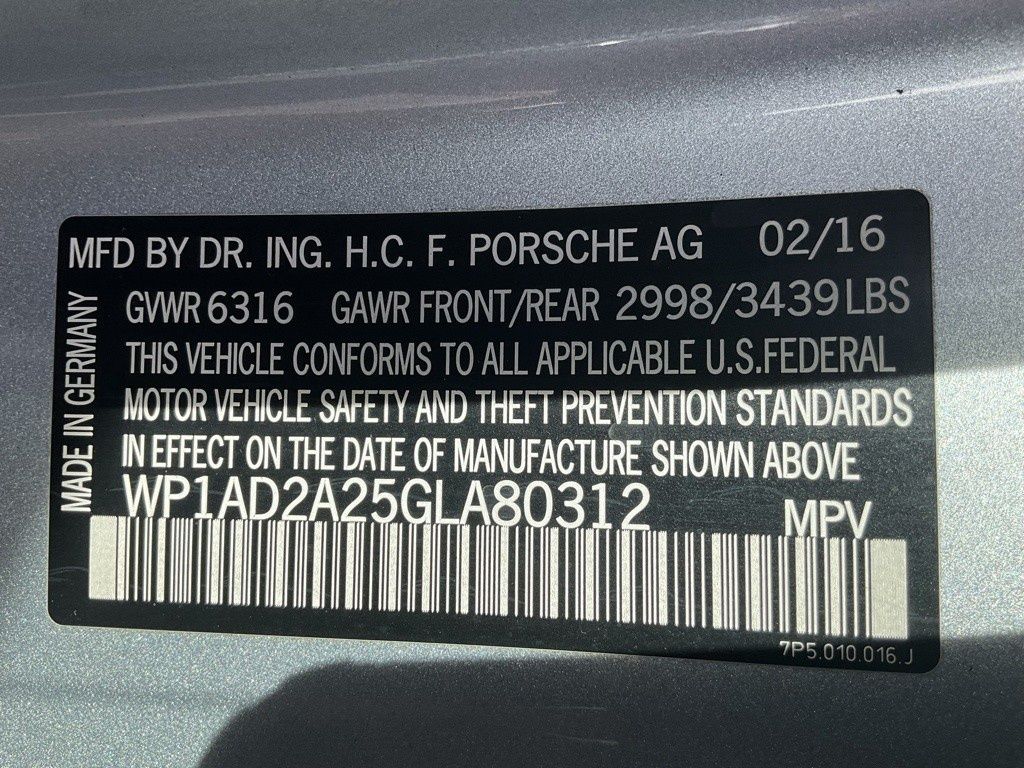 MFD BY DR. ING. H.C. F. PORSCHE AG 02/16
GVWR 6316 GAWR FRONT/REAR 2998/3439 LBS
THIS VEHICLE CONFORMS TO ALL APPLICABLE U.S.FEDERAL
MOTOR VEHICLE SAFETY AND THEFT PREVENTION STANDARDS
IN EFFECT ON THE DATE OF MANUFACTURE SHOWN ABOVE
WP1AD2A25GLA80312 MPV
MADE IN GERMANY
7P5.010.016.J